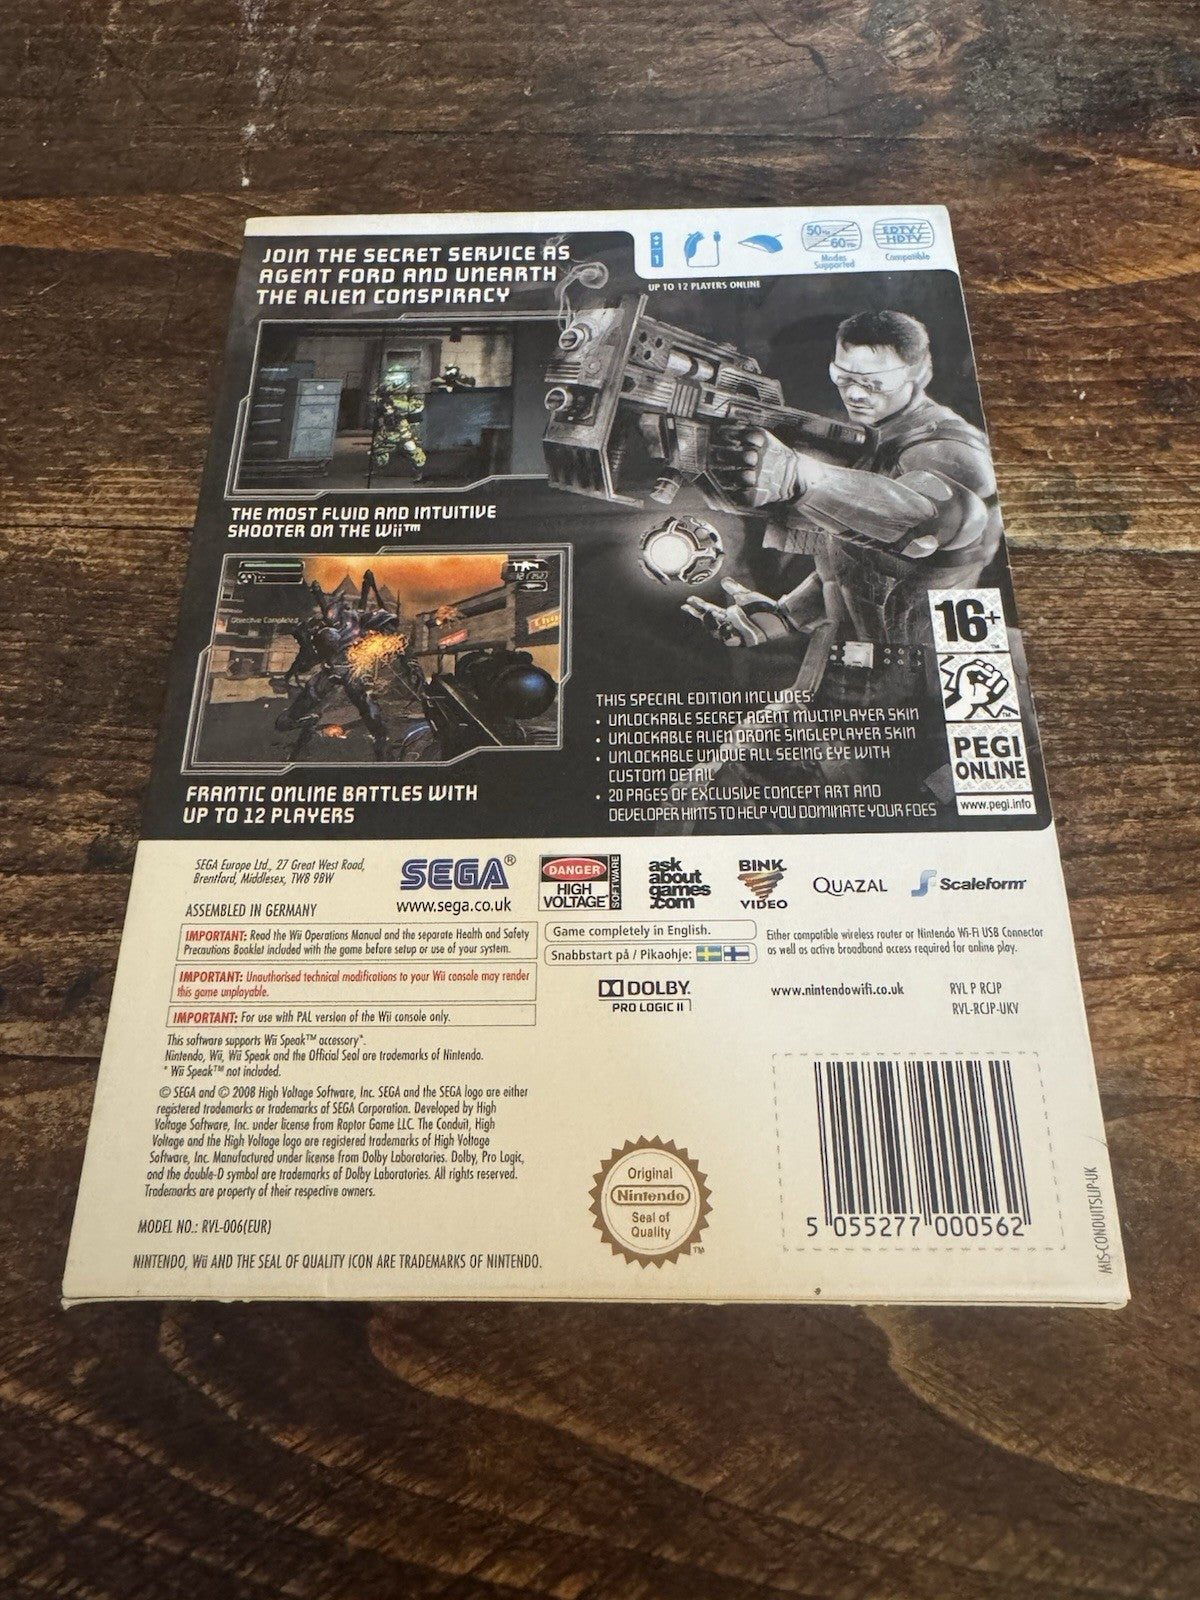 JOIN THE SECRET SERVICE AS
AGENT FORD AND UNEARTH
THE ALIEN CONSPIRACY
1
50Hz
60Hz
Modes
Supported
EDTV/
HDTV
Compatible
UP TO 12 PLAYERS ONLINE
THE MOST FLUID AND INTUITIVE
SHOOTER ON THE Wii™
Objective Completed
FRANTIC ONLINE BATTLES WITH
UP TO 12 PLAYERS
THIS SPECIAL EDITION INCLUDES:
• UNLOCKABLE SECRET AGENT MULTIPLAYER SKIN
• UNLOCKABLE ALIEN DRONE SINGLEPLAYER SKIN
• UNLOCKABLE UNIQUE ALL SEEING EYE WITH
CUSTOM DETAIL
• 20 PAGES OF EXCLUSIVE CONCEPT ART AND
DEVELOPER HINTS TO HELP YOU DOMINATE YOUR FOES
16+
PEGI
ONLINE
www.pegi.info
SEGA Europe Ltd., 27 Great West Road,
Brentford, Middlesex, TW8 9BW
ASSEMBLED IN GERMANY
SEGA®
www.sega.co.uk
DANGER
HIGH
VOLTAGE
SOFTWARE
ask
about
games
.com
BINK
VIDEO
QUAZAL
Scaleform
IMPORTANT: Read the Wii Operations Manual and the separate Health and Safety
Precautions Booklet included with the game before setup or use of your system.
IMPORTANT: Unauthorised technical modifications to your Wii console may render
this game unplayable.
IMPORTANT: For use with PAL version of the Wii console only.
Game completely in English.
Snabbstart på / Pikaohje:
Either compatible wireless router or Nintendo Wi-Fi USB Connector
as well as active broadband access required for online play.
DOLBY.
PRO LOGIC II
www.nintendowifi.co.uk
RVL P RCJP
RVL-RCJP-UKV
This software supports Wii Speak™ accessory*.
Nintendo, Wii, Wii Speak and the Official Seal are trademarks of Nintendo.
* Wii Speak™ not included.
© SEGA and © 2008 High Voltage Software, Inc. SEGA and the SEGA logo are either
registered trademarks or trademarks of SEGA Corporation. Developed by High
Voltage Software, Inc. under license from Raptor Game LLC. The Conduit, High
Voltage and the High Voltage logo are registered trademarks of High Voltage
Software, Inc. Manufactured under license from Dolby Laboratories. Dolby, Pro Logic,
and the double-D symbol are trademarks of Dolby Laboratories. All rights reserved.
Trademarks are property of their respective owners.
MODEL NO.: RVL-006(EUR)
NINTENDO, Wii AND THE SEAL OF QUALITY ICON ARE TRADEMARKS OF NINTENDO.
Original
Nintendo
Seal of
Quality
TM
5 055277 000562
MIS-CONDUITSLIP-UK